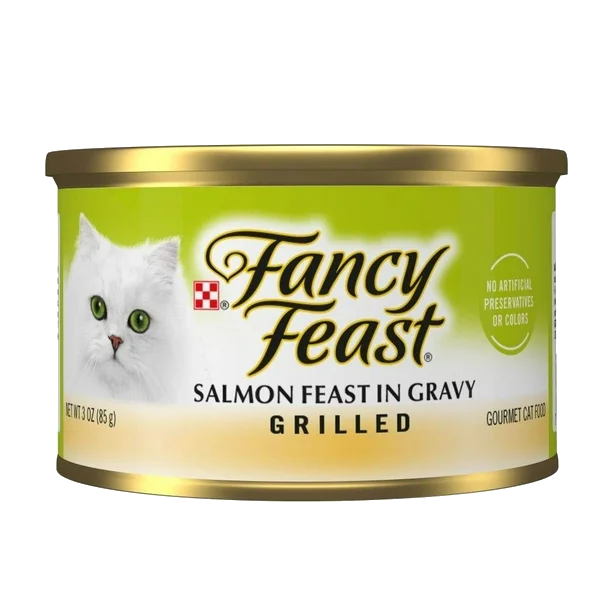 Fancy
Feast®
®
SALMON FEAST IN GRAVY
GRILLED
NO ARTIFICIAL
PRESERVATIVES
OR COLORS
NET WT 3 OZ (85 g)
GOURMET CAT FOOD